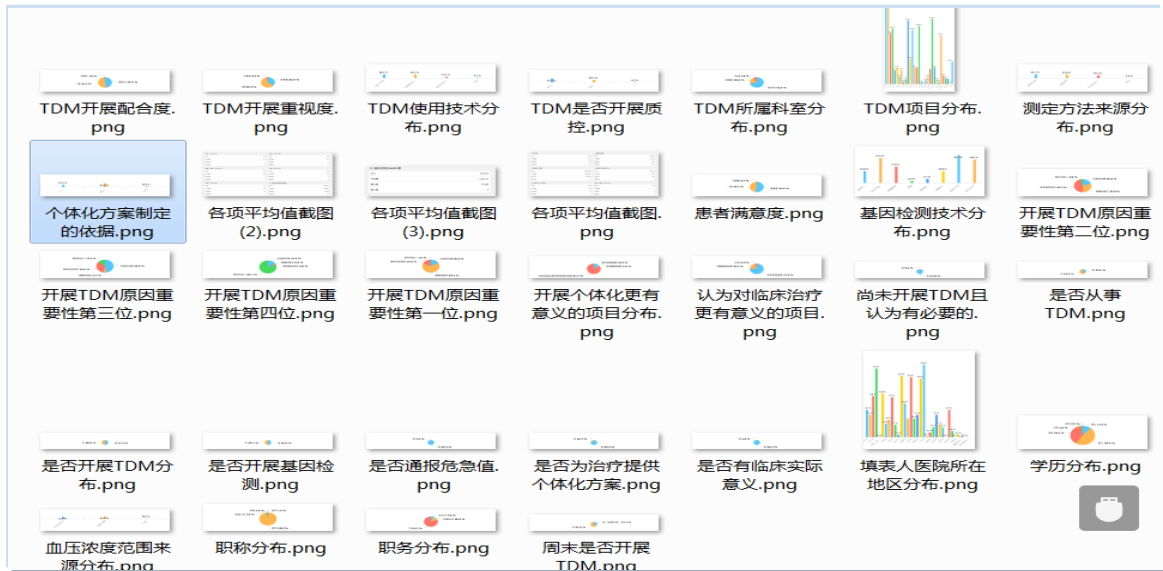 TDM开展配合度.
png
TDM开展重视度.
png
TDM使用技术分
布.png
TDM是否开展质
控.png
TDM所属科室分
布.png
TDM项目分布.
png
测定方法来源分
布.png
个体化方案制定
的依据.png
各项平均值截图
(2).png
各项平均值截图
(3).png
各项平均值截图.
png
患者满意度.png
基因检测技术分
布.png
开展TDM原因重
要性第二位.png
开展TDM原因重
要性第三位.png
开展TDM原因重
要性第四位.png
开展TDM原因重
要性第一位.png
开展个体化更有
意义的项目分布.
png
认为对临床治疗
更有意义的项目.
png
尚未开展TDM且
认为有必要的.
png
是否从事
TDM.png
是否开展TDM分
布.png
是否开展基因检
测.png
是否通报危急值.
png
是否为治疗提供
个体化方案.png
是否有临床实际
意义.png
填表人医院所在
地区分布.png
学历分布.png
血压浓度范围来
源分布.png
职称分布.png
职务分布.png
周末是否开展
TDM.png